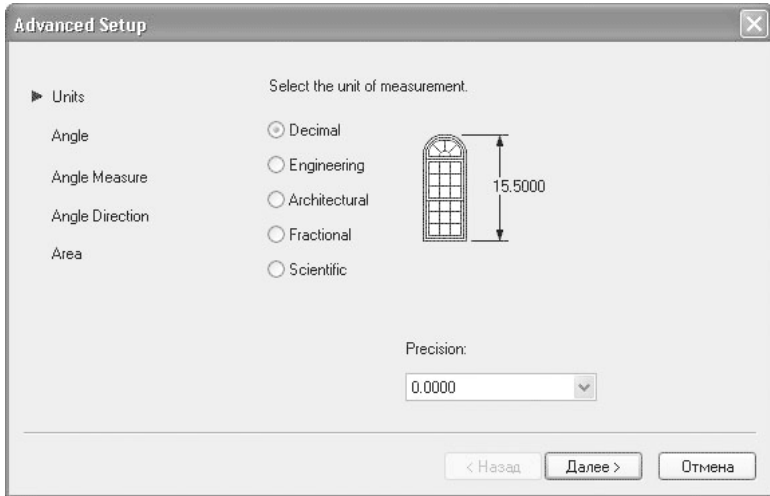 Advanced Setup
Units
Angle
Angle Measure
Angle Direction
Area
Select the unit of measurement.
Decimal
Engineering
Architectural
Fractional
Scientific
15.5000
Precision:
0.0000
< Назад
Далее >
Отмена